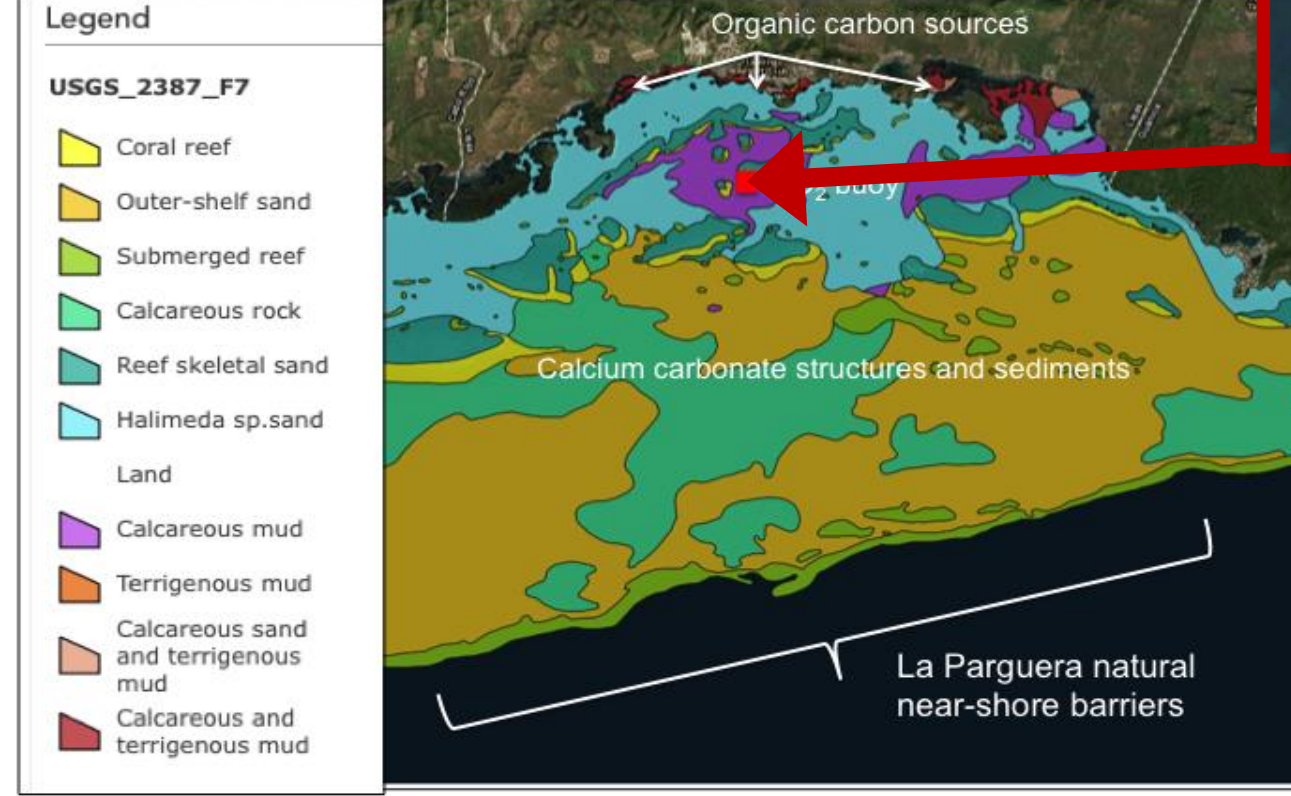 Legend
USGS_2387_F7
Coral reef
Outer-shelf sand
Submerged reef
Calcareous rock
Reef skeletal sand
Halimeda sp.sand
Land
Calcareous mud
Terrigenous mud
Calcareous sand
and terrigenous
mud
Calcareous and
terrigenous mud
Organic carbon sources
2 buoy
Calcium carbonate structures and sediments
La Parguera natural
near-shore barriers